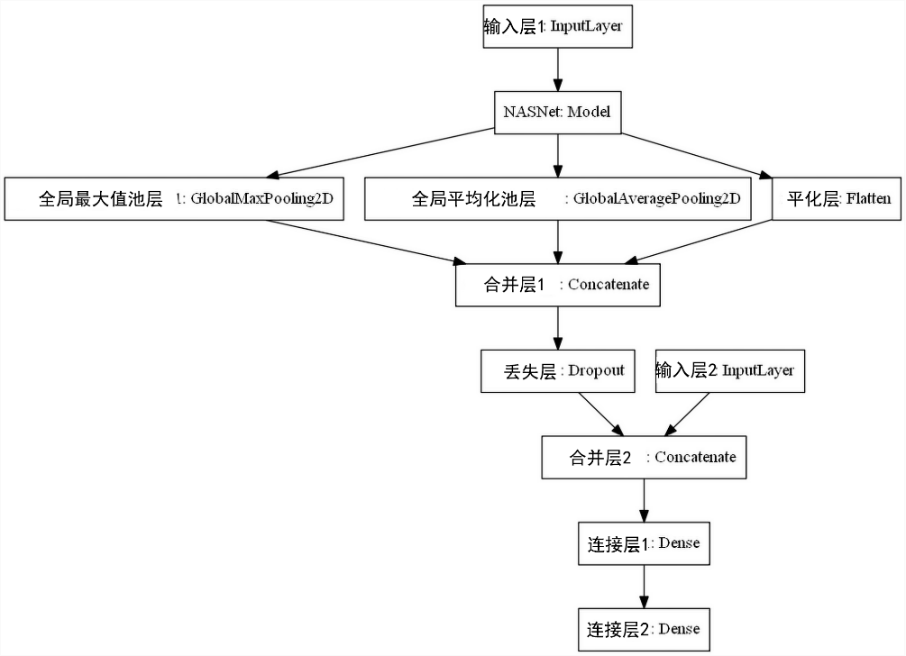 输入层1: InputLayer
NASNet: Model
全局最大值池层 l: GlobalMaxPooling2D
全局平均化池层 : GlobalAveragePooling2D
平化层: Flatten
合并层1 : Concatenate
丢失层: Dropout
输入层2 InputLayer
合并层2 : Concatenate
连接层1: Dense
连接层2: Dense